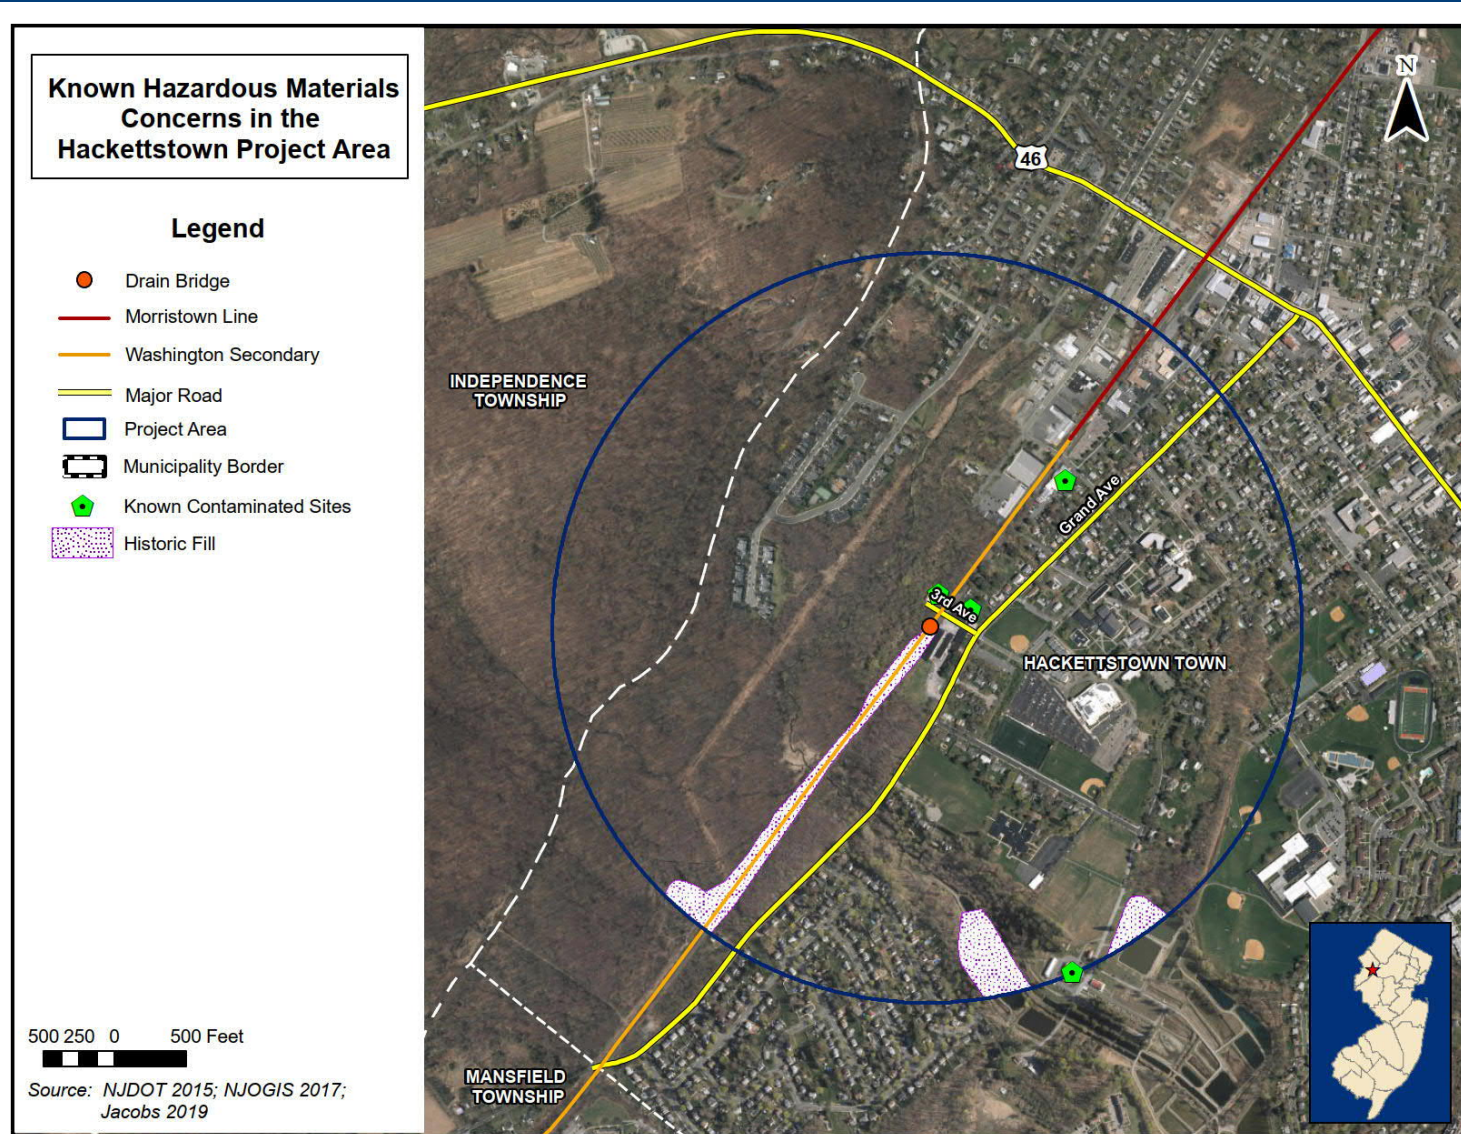 Known Hazardous Materials
Concerns in the
Hackettstown Project Area
Legend
Drain Bridge
Morristown Line
Washington Secondary
Major Road
Project Area
Municipality Border
Known Contaminated Sites
Historic Fill
500 250 0 500 Feet
Source: NJDOT 2015; NJOGIS 2017;
Jacobs 2019
N
46
INDEPENDENCE
TOWNSHIP
Grand Ave
3rd Ave
HACKETTSTOWN TOWN
MANSFIELD
TOWNSHIP